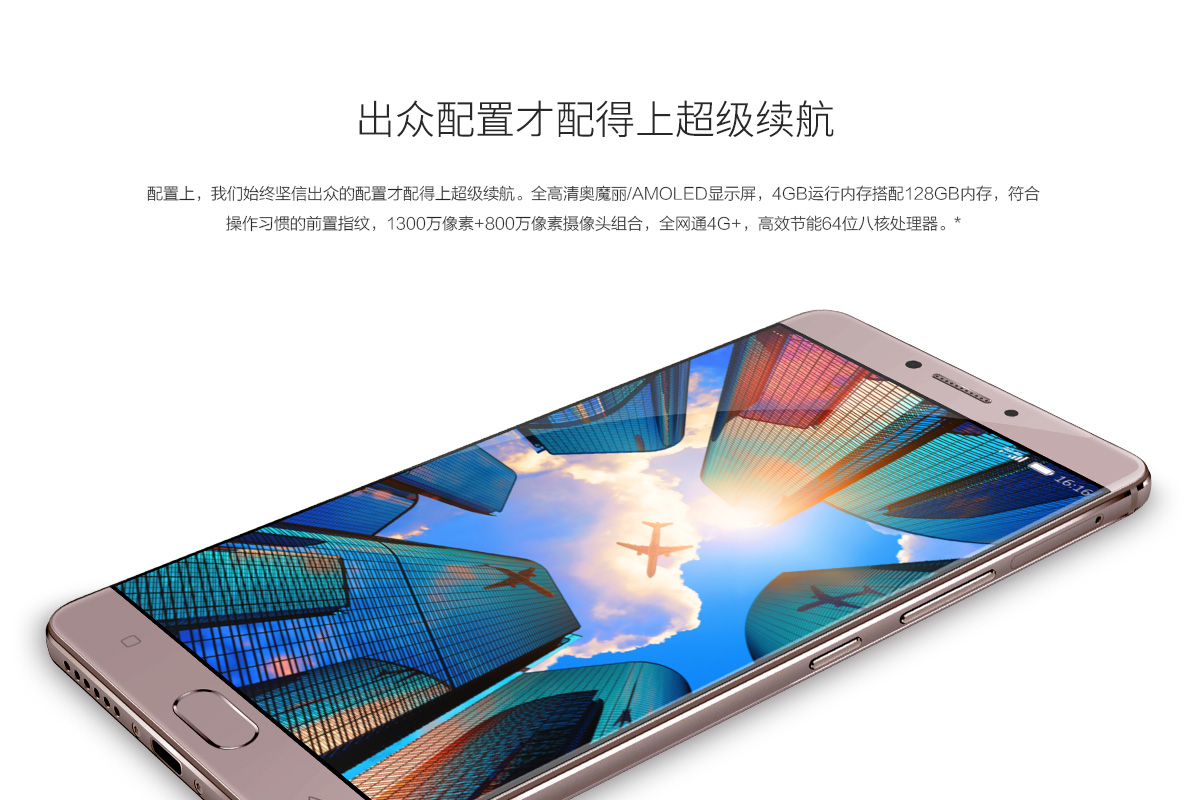 出众配置才配得上超级续航
配置上，我们始终坚信出众的配置才配得上超级续航。全高清奥魔丽/AMOLED显示屏，4GB运行内存搭配128GB内存，符合
操作习惯的前置指纹，1300万像素+800万像素摄像头组合，全网通4G+，高效节能64位八核处理器。*
16:16